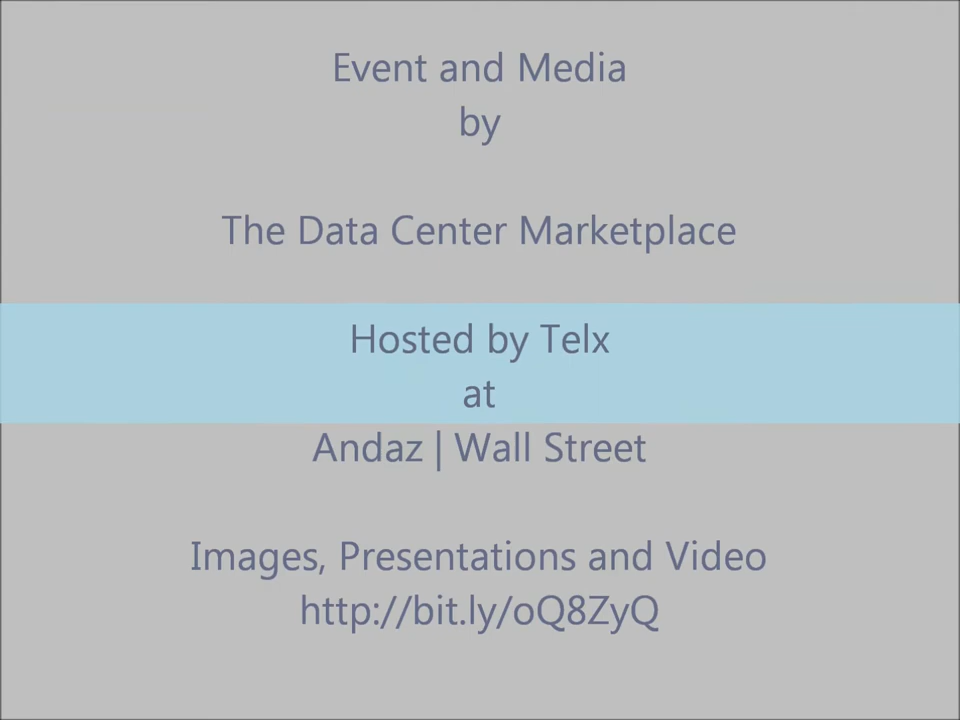 Event and Media
by
The Data Center Marketplace
Hosted by Telx
at
Andaz | Wall Street
Images, Presentations and Video
http://bit.ly/oQ8ZyQ